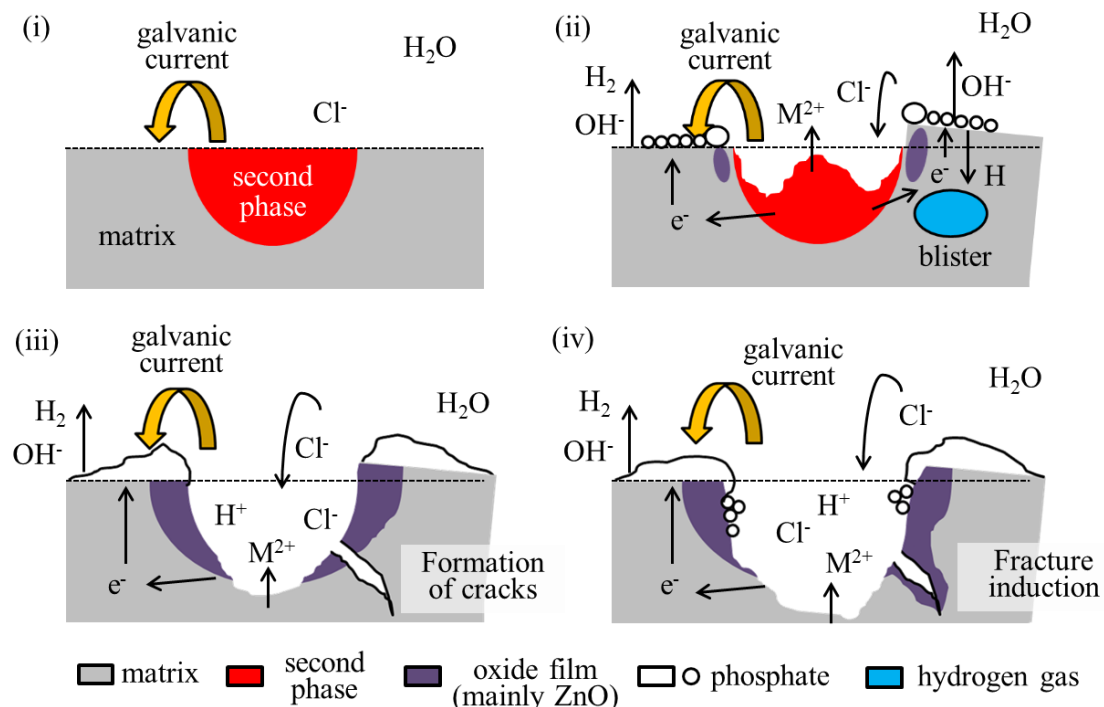 (i)
galvanic
current
H₂O
Cl⁻
second
phase
matrix
(ii)
H₂O
galvanic
current
H₂
OH⁻
M²⁺
Cl⁻
OH⁻
e⁻
e⁻
H
blister
(iii)
galvanic
current
H₂
OH⁻
H₂O
Cl⁻
H⁺
Cl⁻
M²⁺
e⁻
Formation
of cracks
(iv)
galvanic
current
H₂O
H₂
OH⁻
Cl⁻
H⁺
Cl⁻
M²⁺
e⁻
Fracture
induction
matrix
second
phase
oxide film
(mainly ZnO)
phosphate
hydrogen gas